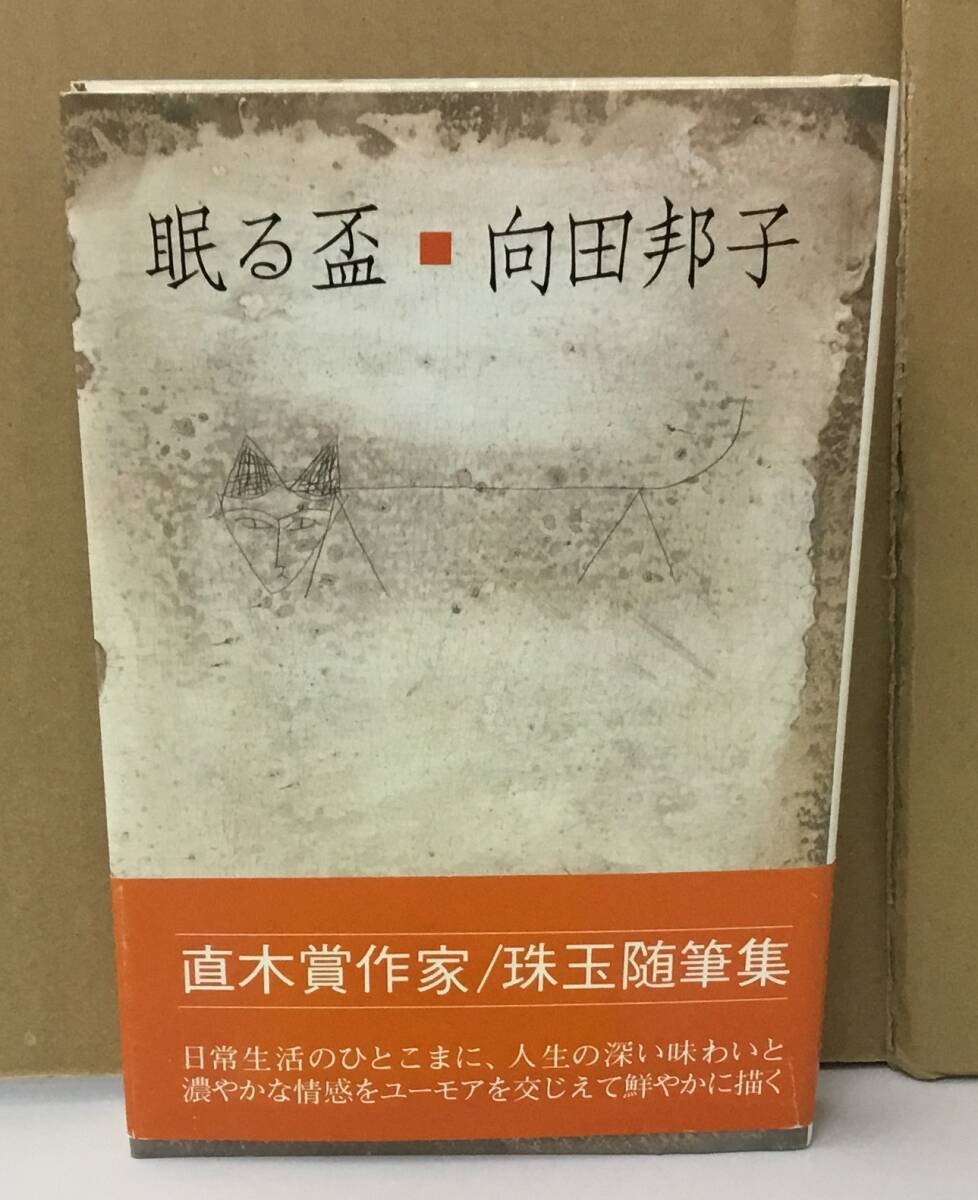 眠る盃■向田邦子
直木賞作家/珠玉随筆集
日常生活のひとこまに、人生の深い味わいと
濃やかな情感をユーモアを交じえて鮮やかに描く